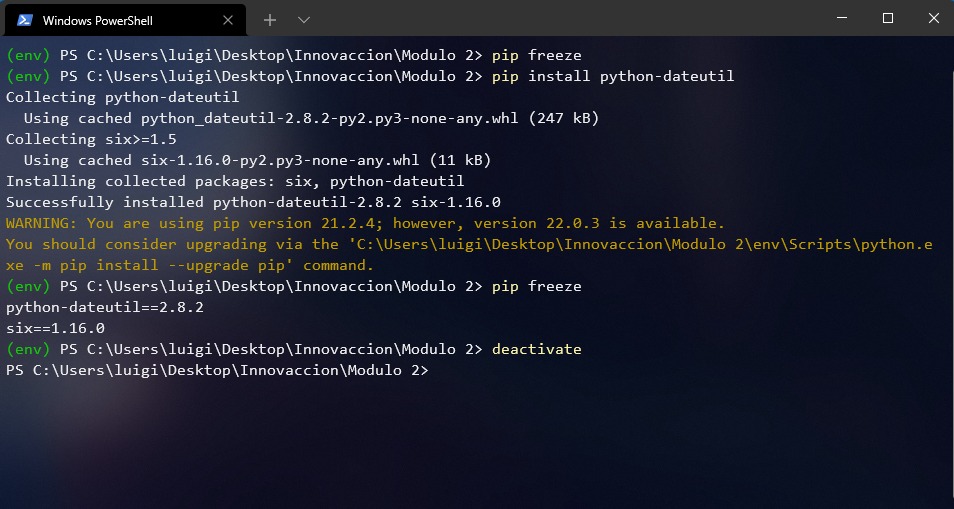 Windows PowerShell
(env) PS C:\Users\luigi\Desktop\Innovaccion\Modulo 2> pip freeze
(env) PS C:\Users\luigi\Desktop\Innovaccion\Modulo 2> pip install python-dateutil
Collecting python-dateutil
  Using cached python_dateutil-2.8.2-py2.py3-none-any.whl (247 kB)
Collecting six>=1.5
  Using cached six-1.16.0-py2.py3-none-any.whl (11 kB)
Installing collected packages: six, python-dateutil
Successfully installed python-dateutil-2.8.2 six-1.16.0
WARNING: You are using pip version 21.2.4; however, version 22.0.3 is available.
You should consider upgrading via the 'C:\Users\luigi\Desktop\Innovaccion\Modulo 2\env\Scripts\python.e
xe -m pip install --upgrade pip' command.
(env) PS C:\Users\luigi\Desktop\Innovaccion\Modulo 2> pip freeze
python-dateutil==2.8.2
six==1.16.0
(env) PS C:\Users\luigi\Desktop\Innovaccion\Modulo 2> deactivate
PS C:\Users\luigi\Desktop\Innovaccion\Modulo 2>